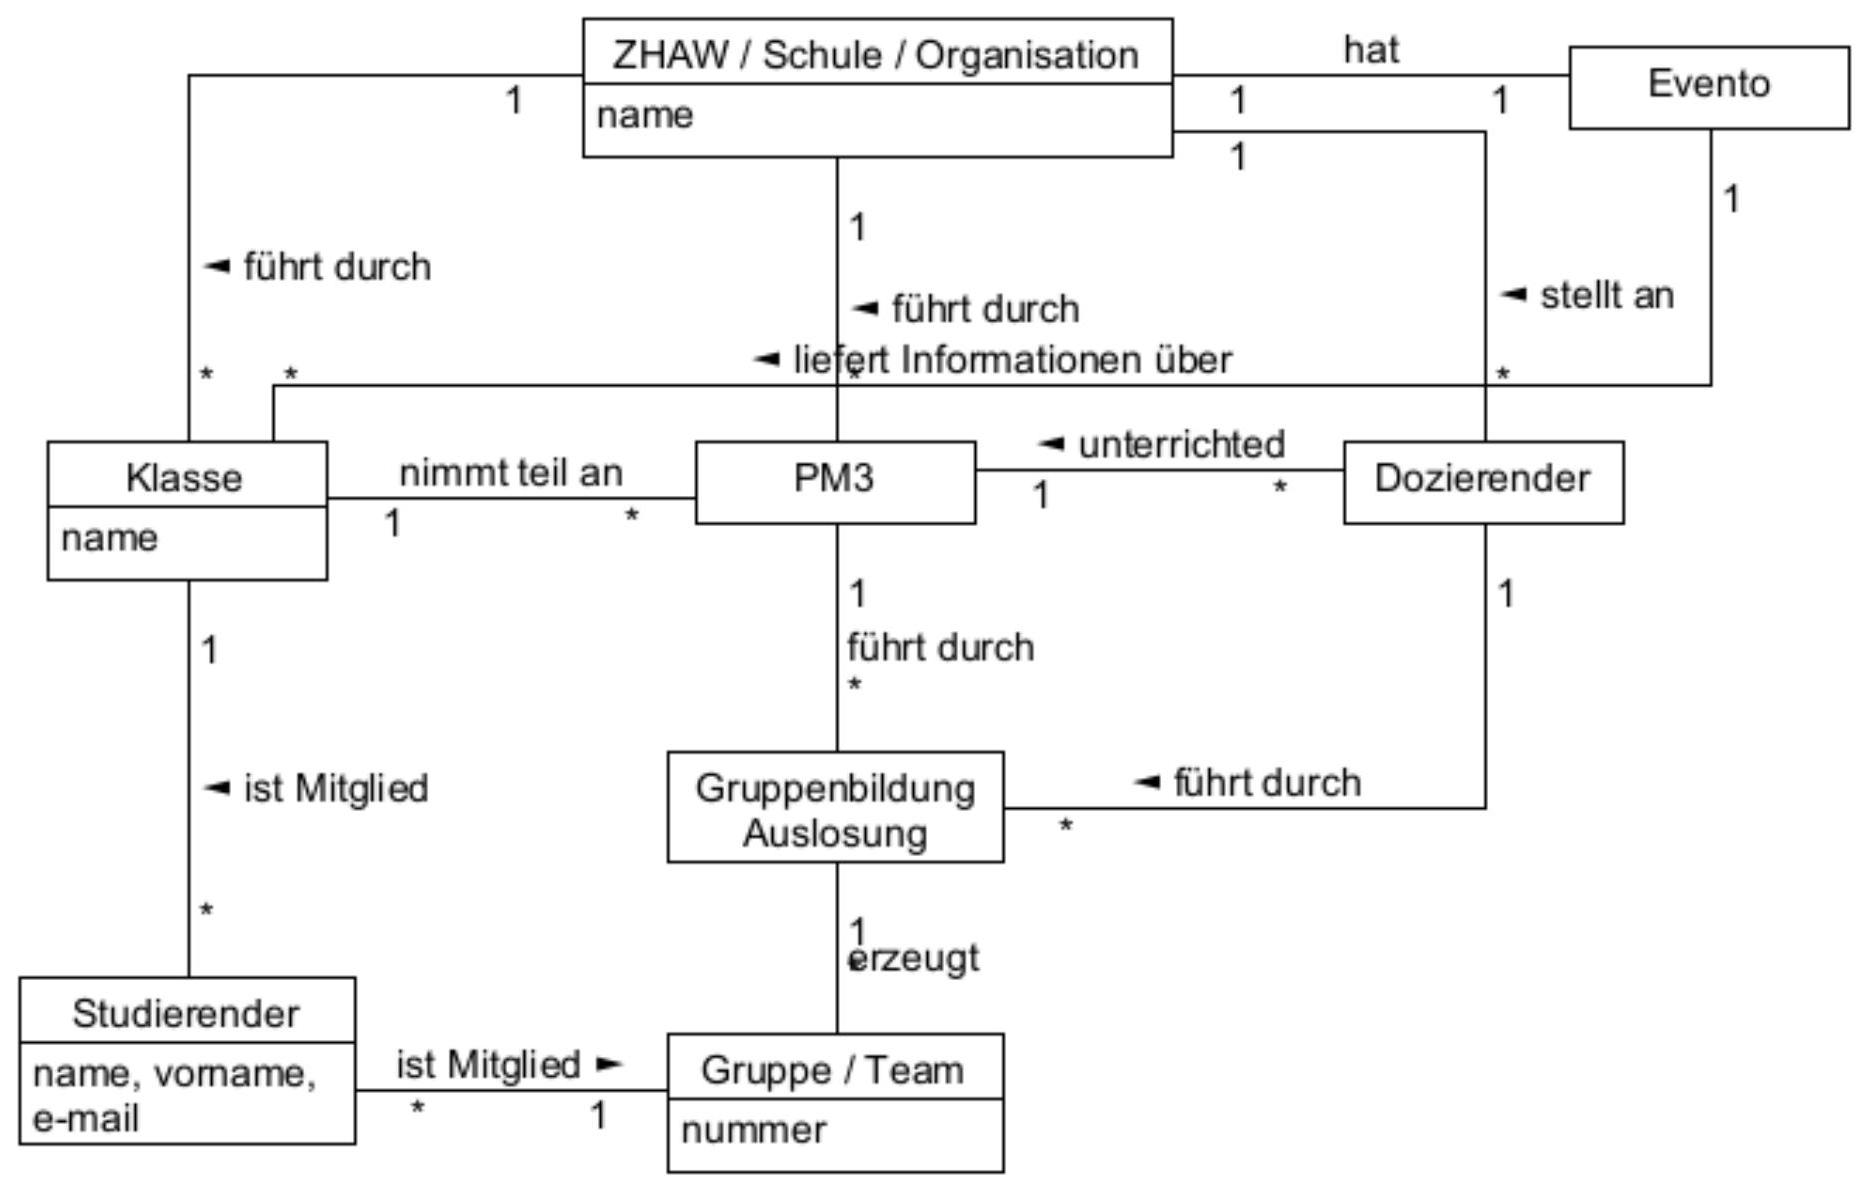 ZHAW / Schule / Organisation
name
hat
Evento
1
1
1
1
1
1
◄ führt durch
◄ führt durch
◄ stellt an
◄ liefert Informationen über
*
*
*
*
Klasse
name
nimmt teil an
1
*
PM3
◄ unterrichted
1
*
Dozierender
1
1
1
führt durch
*
◄ ist Mitglied
Gruppenbildung
Auslosung
◄ führt durch
*
*
1
erzeugt
*
Studierender
name, vorname,
e-mail
ist Mitglied ►
*
1
Gruppe / Team
nummer